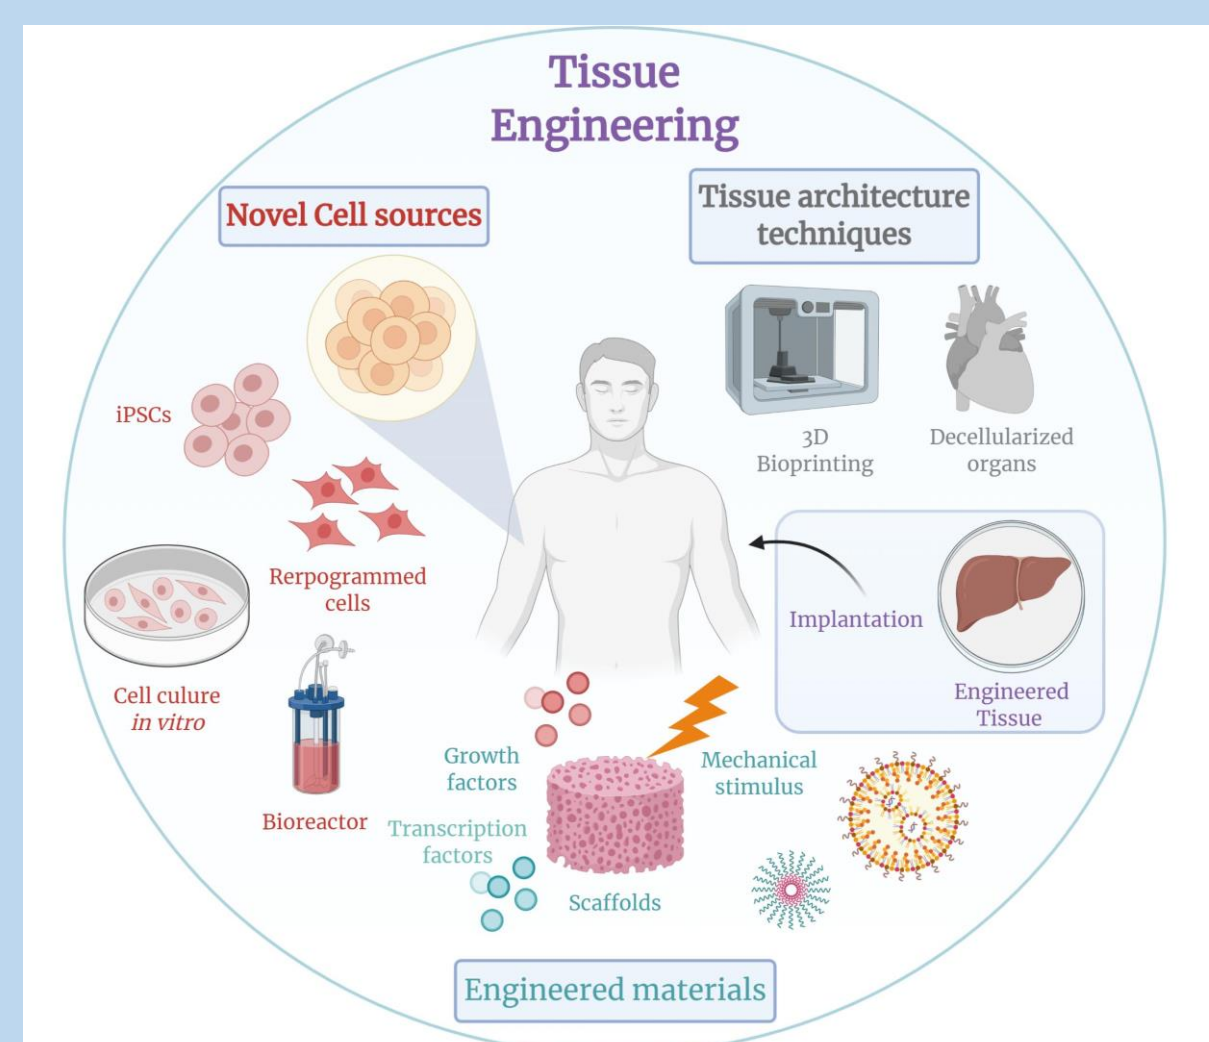 Tissue
Engineering
Novel Cell sources
Tissue architecture
techniques
iPSCs
3D
Bioprinting
Decellularized
organs
Rerpogrammed
cells
Implantation
Cell culure
in vitro
Engineered
Tissue
Growth
factors
Mechanical
stimulus
Bioreactor
Transcription
factors
Scaffolds
Engineered materials